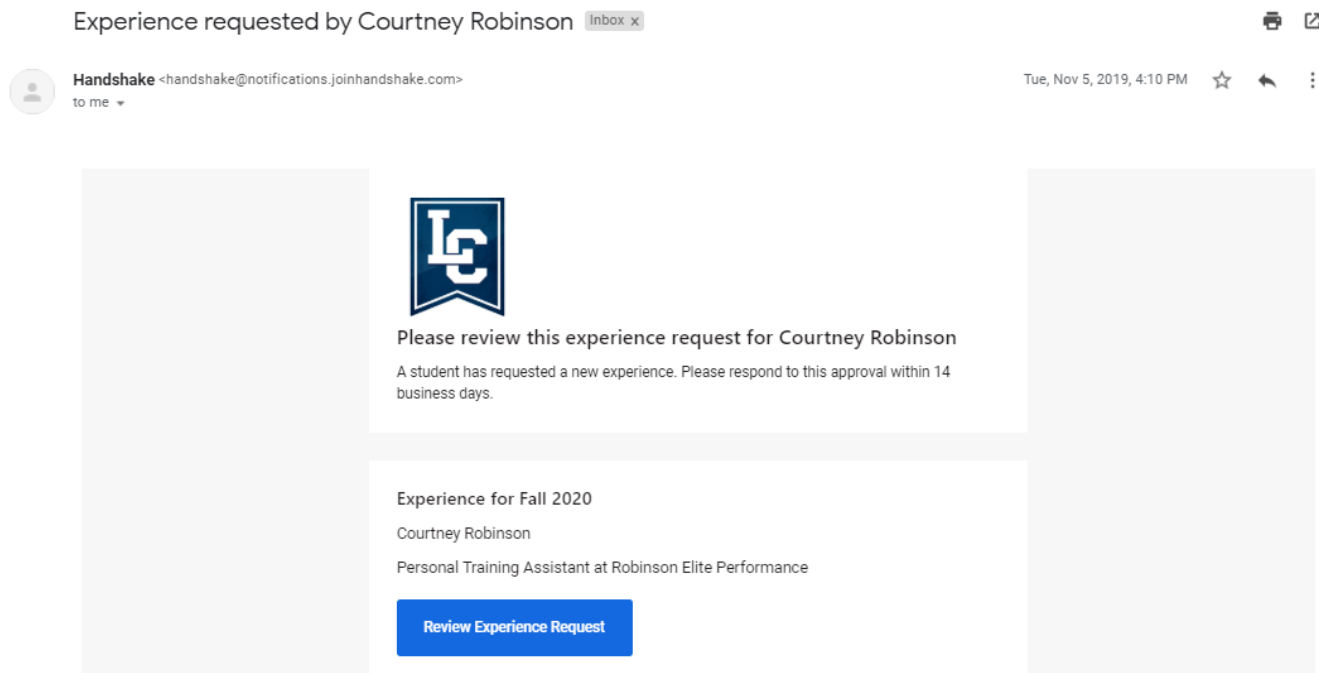 Experience requested by Courtney Robinson Inbox x
Handshake <handshake@notifications.joinhandshake.com>
Tue, Nov 5, 2019, 4:10 PM
to me
LC
Please review this experience request for Courtney Robinson
A student has requested a new experience. Please respond to this approval within 14
business days.
Experience for Fall 2020
Courtney Robinson
Personal Training Assistant at Robinson Elite Performance
Review Experience Request